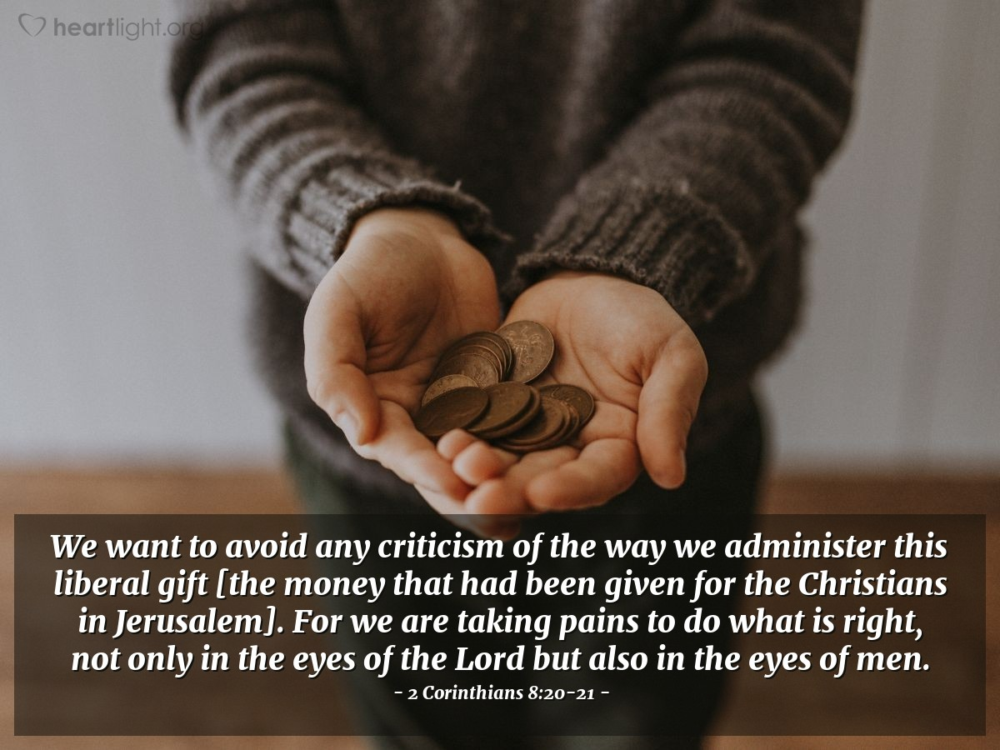 heartlight.org
We want to avoid any criticism of the way we administer this
liberal gift [the money that had been given for the Christians
in Jerusalem]. For we are taking pains to do what is right,
not only in the eyes of the Lord but also in the eyes of men.
- 2 Corinthians 8:20-21 -